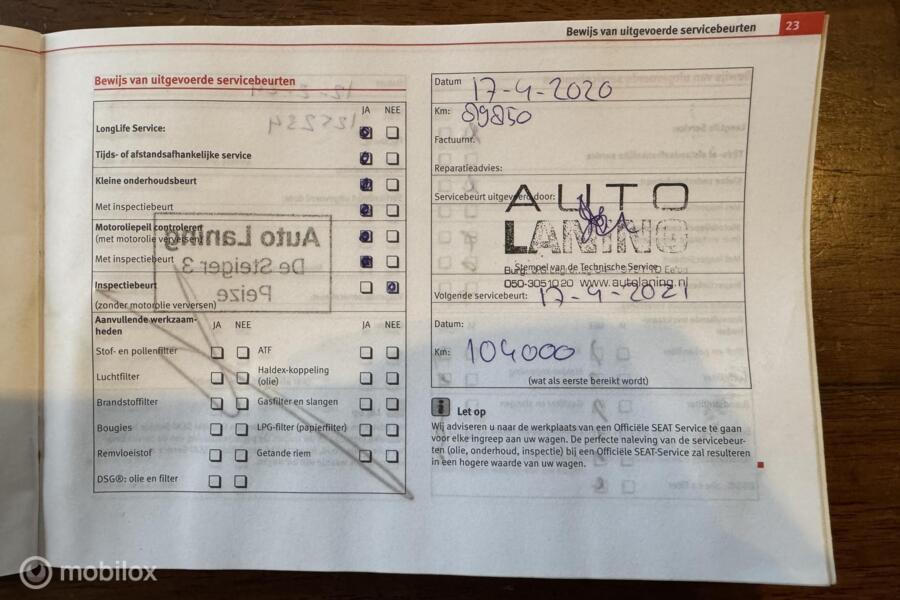 Bewijs van uitgevoerde servicebeurten 23
Bewijs van uitgevoerde servicebeurten
JA NEE
LongLife Service:
Tijds- of afstandsafhankelijke service
Kleine onderhoudsbeurt
Met inspectiebeurt
Motoroliepeil controleren
(met motorolie verversen)
Met inspectiebeurt
Inspectiebeurt
(zonder motorolie verversen)
Aanvullende werkzaam-
heden
JA NEE
JA NEE
Stof- en pollenfilter
ATF
Luchtfilter
Haldex-koppeling
(olie)
Brandstoffilter
Gasfilter en slangen
Bougies
LPG-filter (papierfilter)
Remvloeistof
Getande riem
DSG®: olie en filter
Auto Laning
De Steiger 3
Peize
Datum 17-4-2020
Km: 89850
Factuurnr.
Reparatieadvies:
Servicebeurt uitgevoerd door:
AUTO
LANING
Stempel van de Technische Service
050-3051020 www.autolaning.nl
Volgende servicebeurt: 17-4-2021
Datum:
Km: 104000
(wat als eerste bereikt wordt)
Let op
Wij adviseren u naar de werkplaats van een Officiële SEAT Service te gaan
voor elke ingreep aan uw wagen. De perfecte naleving van de servicebeur-
ten (olie, onderhoud, inspectie) bij een Officiële SEAT-Service zal resulteren
in een hogere waarde van uw wagen.
mobilox